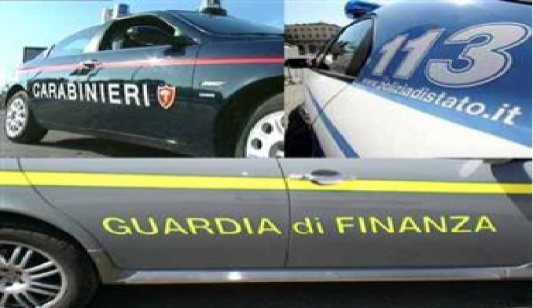 CARABINIERI
113
www.poliziadistato.it
GUARDIA di FINANZA